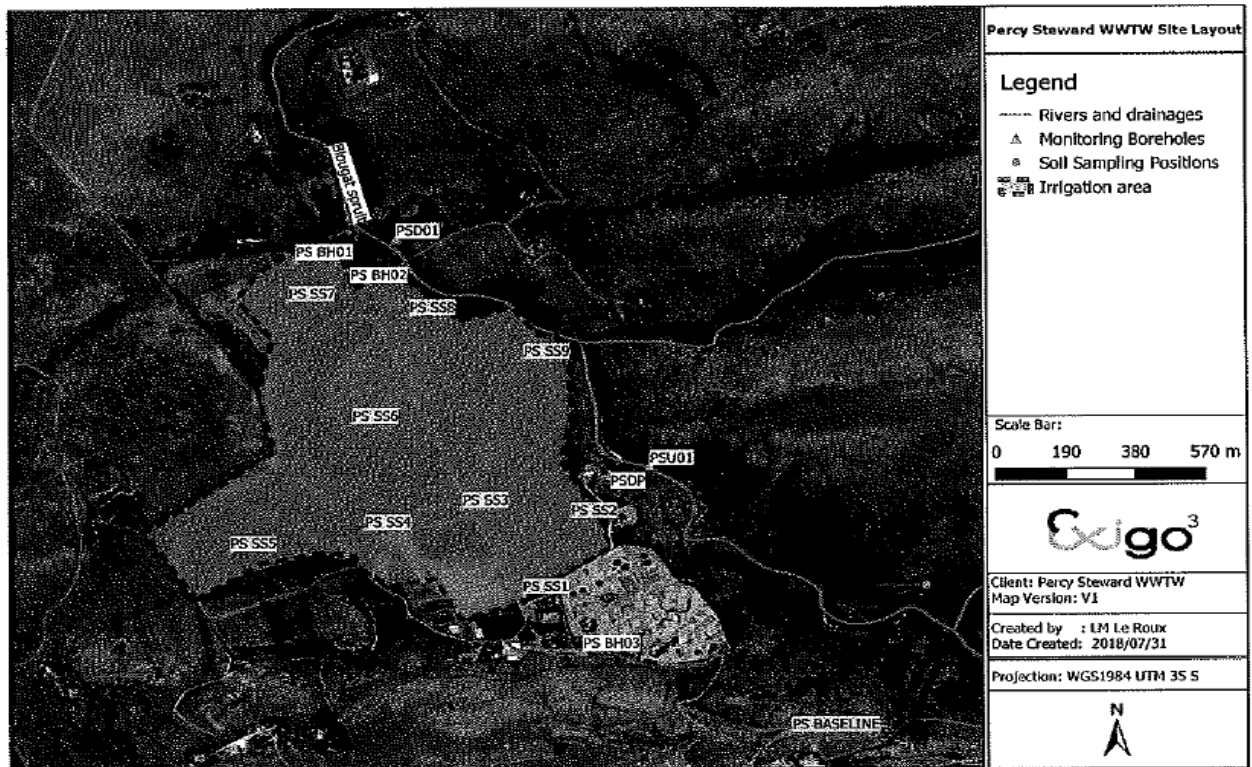 Percy Steward WWTW Site Layout
Legend
Rivers and drainages
Monitoring Boreholes
Soil Sampling Positions
Irrigation area
Scale Bar:
0 190 380 570 m
Exigo³
Client: Percy Steward WWTW
Map Version: V1
Created by : LM Le Roux
Date Created: 2018/07/31
Projection: WGS1984 UTM 35 S
N
Blougat Spruit
PSD01
PS BH01
PS BH02
PS SS7
PS SS8
PS SS9
PS SS6
PSU01
PSDP
PS SS3
PS SS2
PS SS4
PS SS5
PS SS1
PS BH03
PS BASELINE